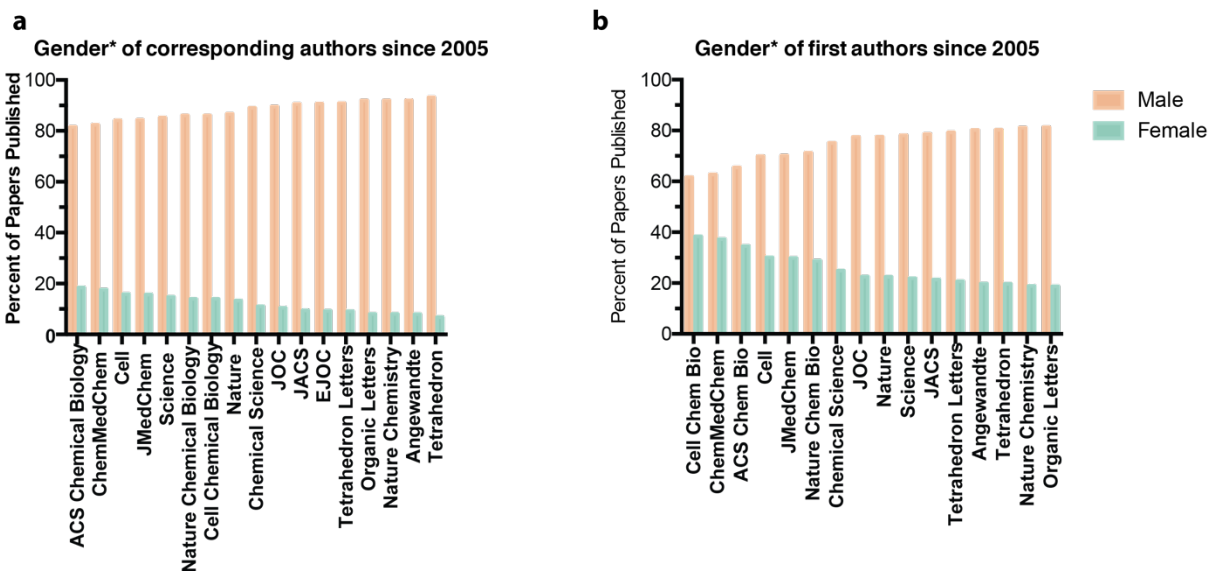 a
Gender* of corresponding authors since 2005
Percent of Papers Published
100
80
60
40
20
0
ACS Chemical Biology
ChemMedChem
Cell
JMedChem
Science
Nature Chemical Biology
Cell Chemical Biology
Nature
Chemical Science
JOC
JACS
EJOC
Tetrahedron Letters
Organic Letters
Nature Chemistry
Angewandte
Tetrahedron
b
Gender* of first authors since 2005
Percent of Papers Published
100
80
60
40
20
0
Cell Chem Bio
ChemMedChem
ACS Chem Bio
Cell
JMedChem
Nature Chem Bio
Chemical Science
JOC
Nature
Science
JACS
Tetrahedron Letters
Angewandte
Tetrahedron
Nature Chemistry
Organic Letters
Male
Female